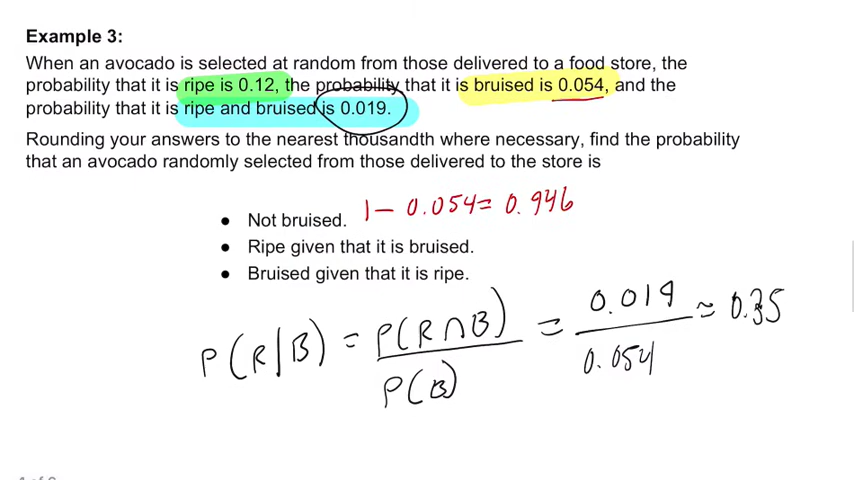 Example 3:
When an avocado is selected at random from those delivered to a food store, the
probability that it is ripe is 0.12, the probability that it is bruised is 0.054, and the
probability that it is ripe and bruised is 0.019.
Rounding your answers to the nearest thousandth where necessary, find the probability
that an avocado randomly selected from those delivered to the store is
● Not bruised. 1 - 0.054 = 0.946
● Ripe given that it is bruised.
● Bruised given that it is ripe.
P(R|B) = P(R∩B) / P(B) = 0.019 / 0.054 ≈ 0.35